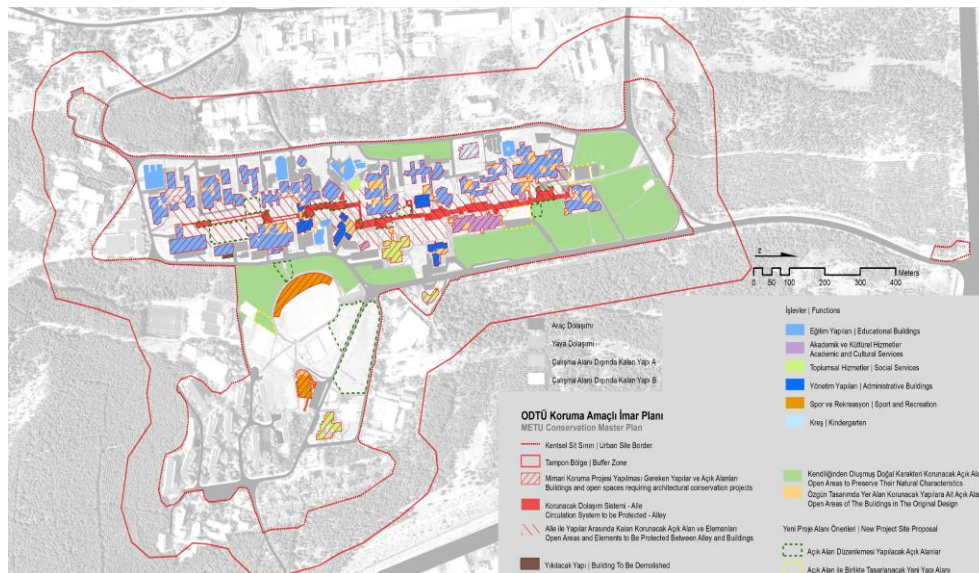 z
0 50 100 200 300 400
Meters
Araç Dolaşımı
Yaya Dolaşımı
Çalışma Alanı Dışında Kalan Yapı A
Çalışma Alanı Dışında Kalan Yapı B
ODTÜ Koruma Amaçlı İmar Planı
METU Conservation Master Plan
Kentsel Sit Sınırı | Urban Site Border
Tampon Bölge | Buffer Zone
Mimari Koruma Projesi Yapılması Gereken Yapılar ve Açık Alanları
Buildings and open spaces requiring architectural conservation projects
Korunacak Dolaşım Sistemi - Alle
Circulation System to be Protected - Alley
Alle ile Yapılar Arasında Kalan Korunacak Açık Alan ve Elemanları
Open Areas and Elements to Be Protected Between Alley and Buildings
Yıkılacak Yapı | Building To Be Demolished
İşlevler | Functions
Eğitim Yapıları | Educational Buildings
Akademik ve Kültürel Hizmetler
Academic and Cultural Services
Toplumsal Hizmetler | Social Services
Yönetim Yapıları | Administrative Buildings
Spor ve Rekreasyon | Sport and Recreation
Kreş | Kindergarten
Kendiliğinden Oluşmuş Doğal Karakteri Korunacak Açık Ala
Open Areas to Preserve Their Natural Characteristics
Özgün Tasarımda Yer Alan Korunacak Yapılara Ait Açık Alan
Open Areas of The Buildings in The Original Design
Yeni Proje Alanı Önerileri | New Project Site Proposal
Açık Alan Düzenlemesi Yapılacak Açık Alanlar
Açık Alan ile Birlikte Tasarlanacak Yeni Yapı Alanı